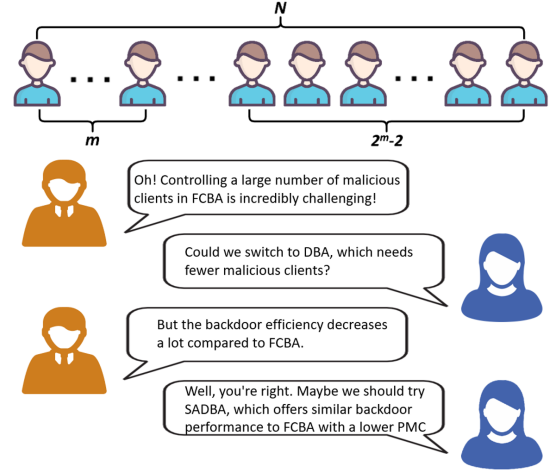 N
m
2^m-2
Oh! Controlling a large number of malicious
clients in FCBA is incredibly challenging!
Could we switch to DBA, which needs
fewer malicious clients?
But the backdoor efficiency decreases
a lot compared to FCBA.
Well, you're right. Maybe we should try
SADBA, which offers similar backdoor
performance to FCBA with a lower PMC